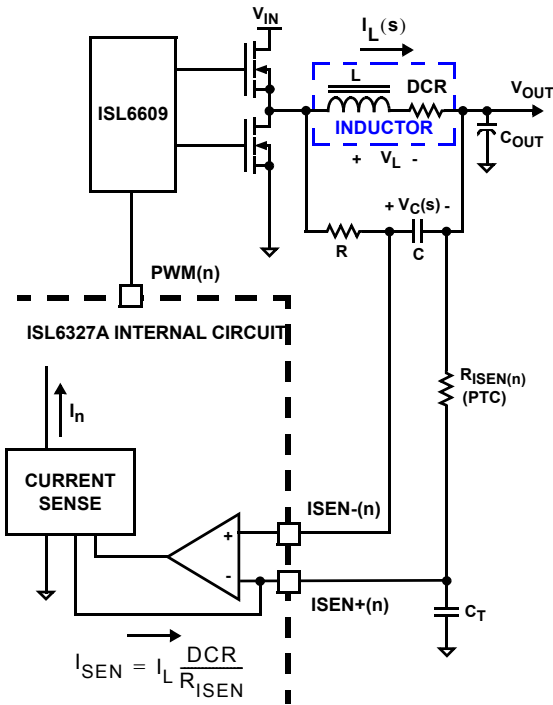 V_IN
I_L(s)
ISL6609
L
DCR
V_OUT
INDUCTOR
C_OUT
+ V_L -
+ V_C(s) -
R
C
PWM(n)
ISL6327A INTERNAL CIRCUIT
R_ISEN(n)
(PTC)
I_n
CURRENT
SENSE
ISEN-(n)
+
-
ISEN+(n)
C_T
I_SEN = I_L DCR/R_ISEN